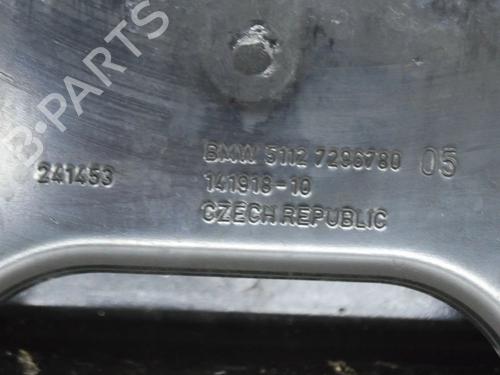 B-PARTS
BMW 5112 7296780 05
241453
141918-10
CZECH REPUBLIC